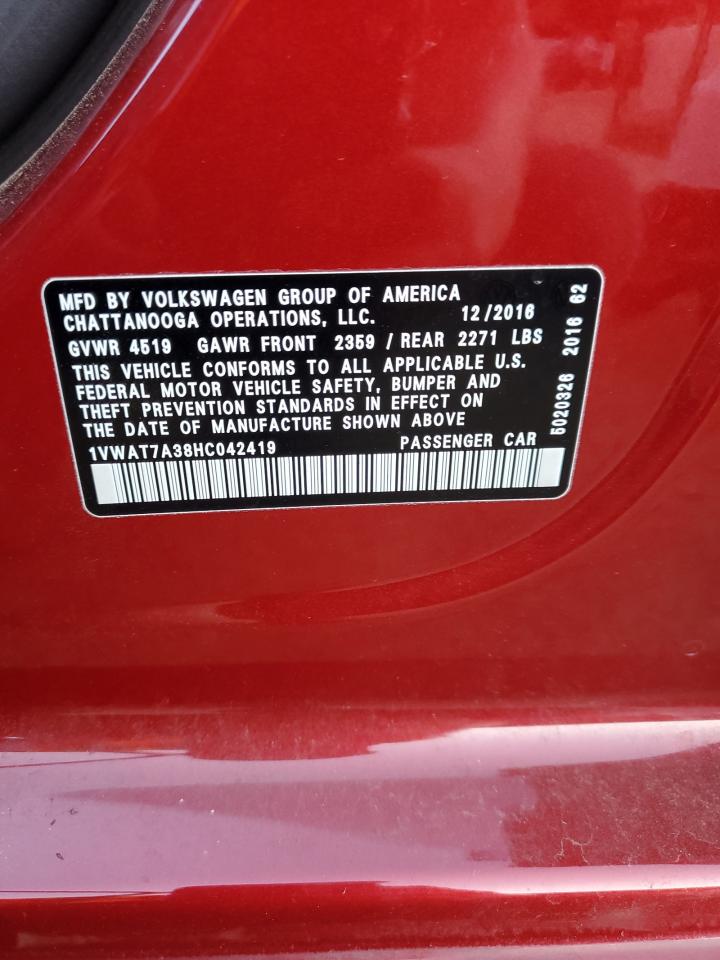 MFD BY VOLKSWAGEN GROUP OF AMERICA
CHATTANOOGA OPERATIONS, LLC. 12/2016
GVWR 4519 GAWR FRONT 2359 / REAR 2271 LBS
THIS VEHICLE CONFORMS TO ALL APPLICABLE U.S.
FEDERAL MOTOR VEHICLE SAFETY, BUMPER AND
THEFT PREVENTION STANDARDS IN EFFECT ON
THE DATE OF MANUFACTURE SHOWN ABOVE
1VWAT7A38HC042419 PASSENGER CAR
5020326 2016 62